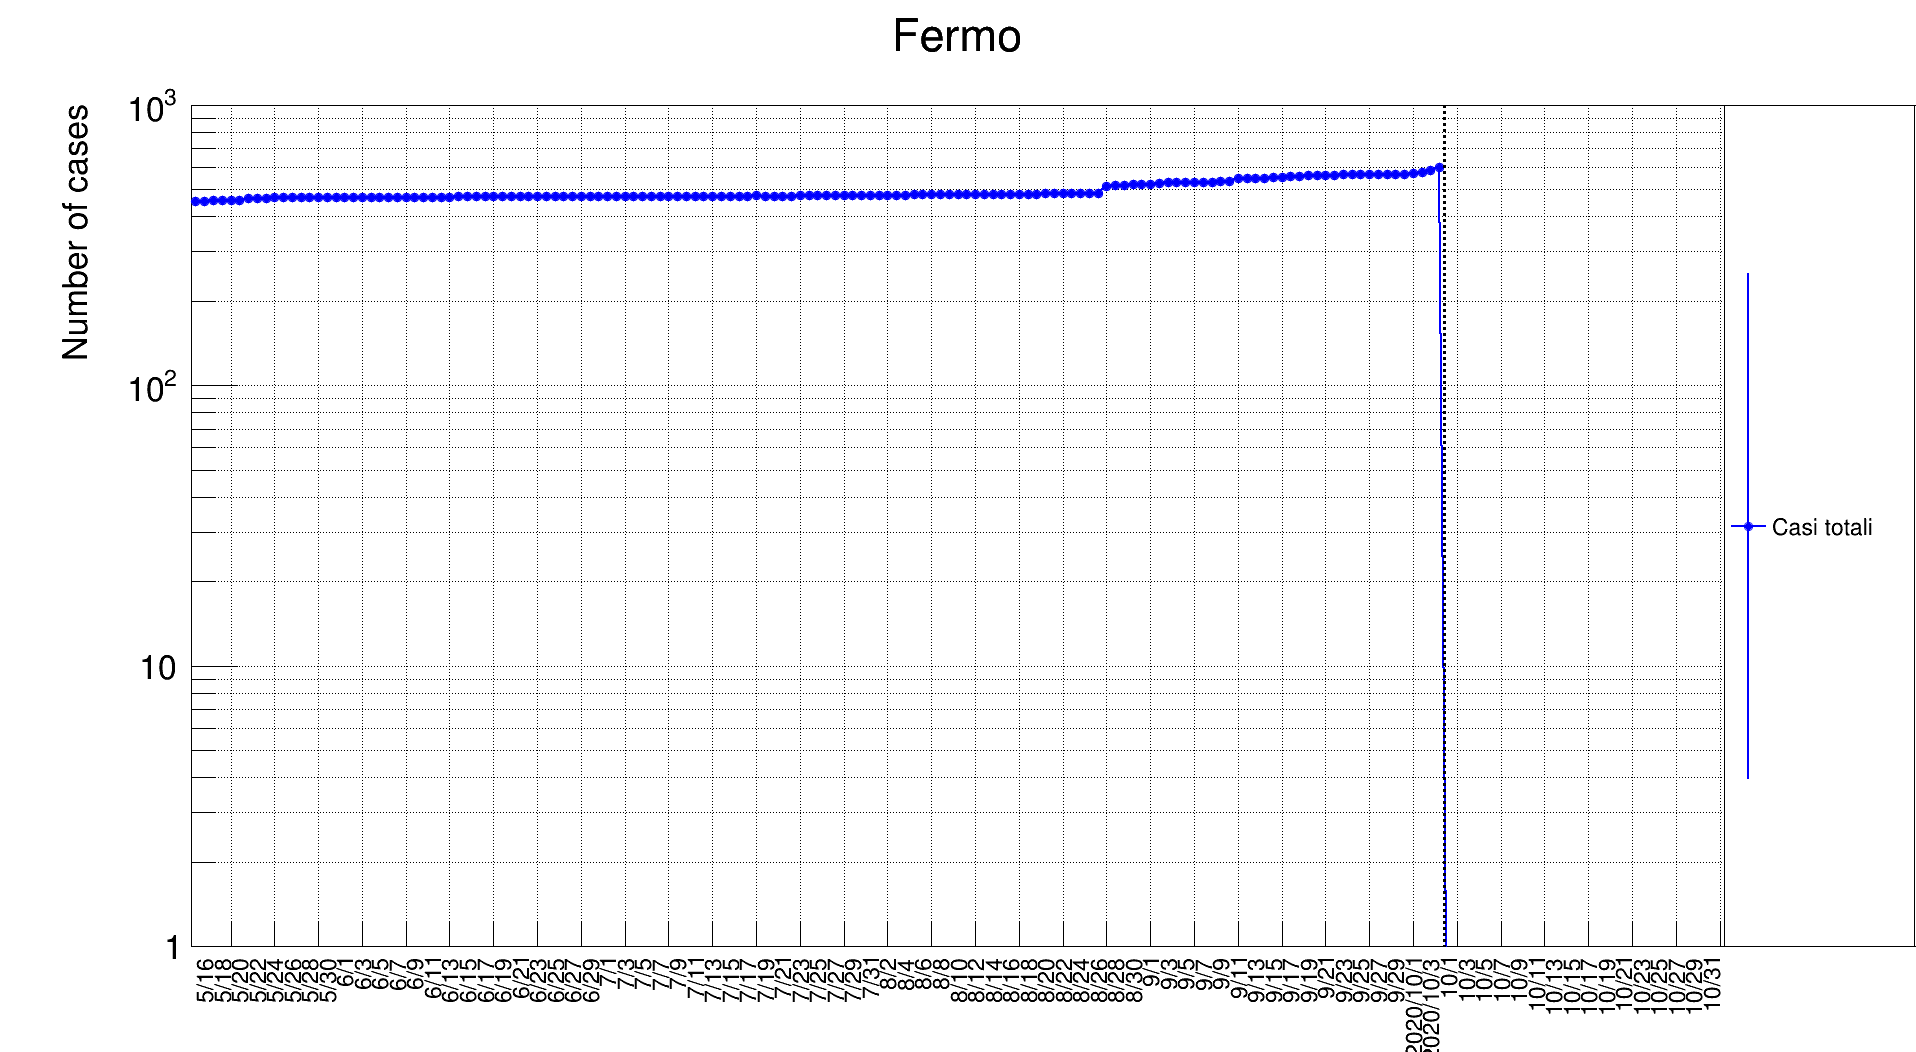 Fermo
Number of cases
10³
10²
10
1
5/16 5/18 5/20 5/22 5/24 5/26 5/28 5/30 6/1 6/3 6/5 6/7 6/9 6/11 6/13 6/15 6/17 6/19 6/21 6/23 6/25 6/27 6/29 7/1 7/3 7/5 7/7 7/9 7/11 7/13 7/15 7/17 7/19 7/21 7/23 7/25 7/27 7/29 7/31 8/2 8/4 8/6 8/8 8/10 8/12 8/14 8/16 8/18 8/20 8/22 8/24 8/26 8/28 8/30 9/1 9/3 9/5 9/7 9/9 9/11 9/13 9/15 9/17 9/19 9/21 9/23 9/25 9/27 9/29 2020/10/1 2020/10/3 10/1 10/3 10/5 10/7 10/9 10/11 10/13 10/15 10/17 10/19 10/21 10/23 10/25 10/27 10/29 10/31
Casi totali